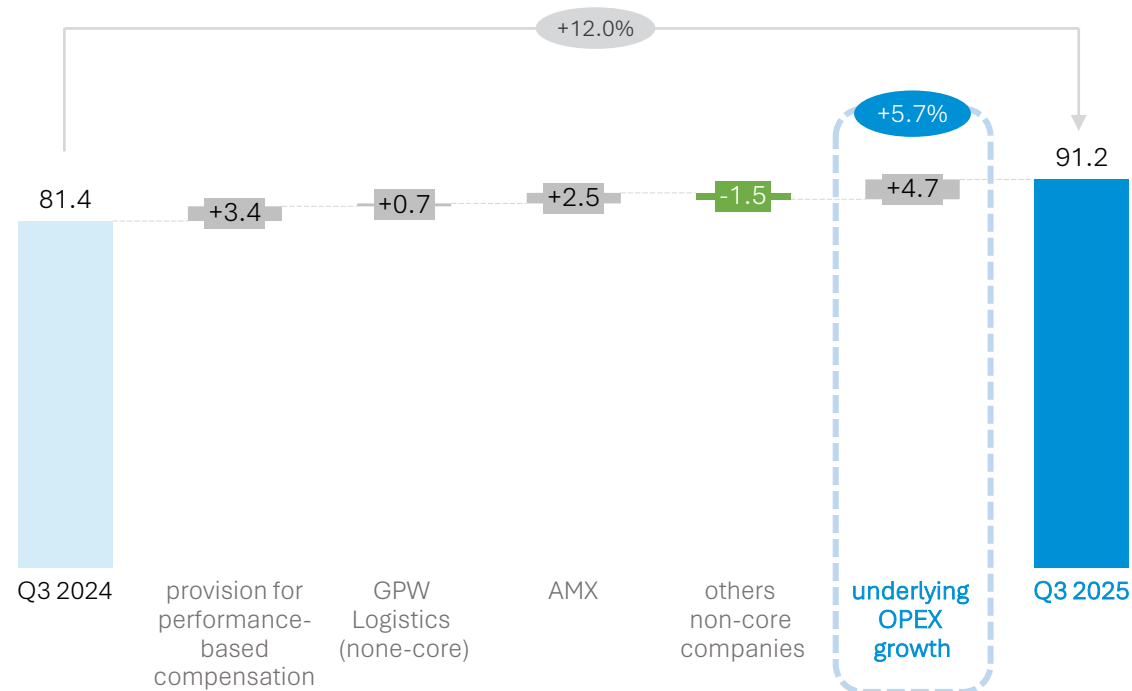 +12.0%
+5.7%
91.2
81.4
+3.4
+0.7
+2.5
-1.5
+4.7
Q3 2024
provision for
performance-
based
compensation
GPW
Logistics
(none-core)
AMX
others
non-core
companies
underlying
OPEX
growth
Q3 2025